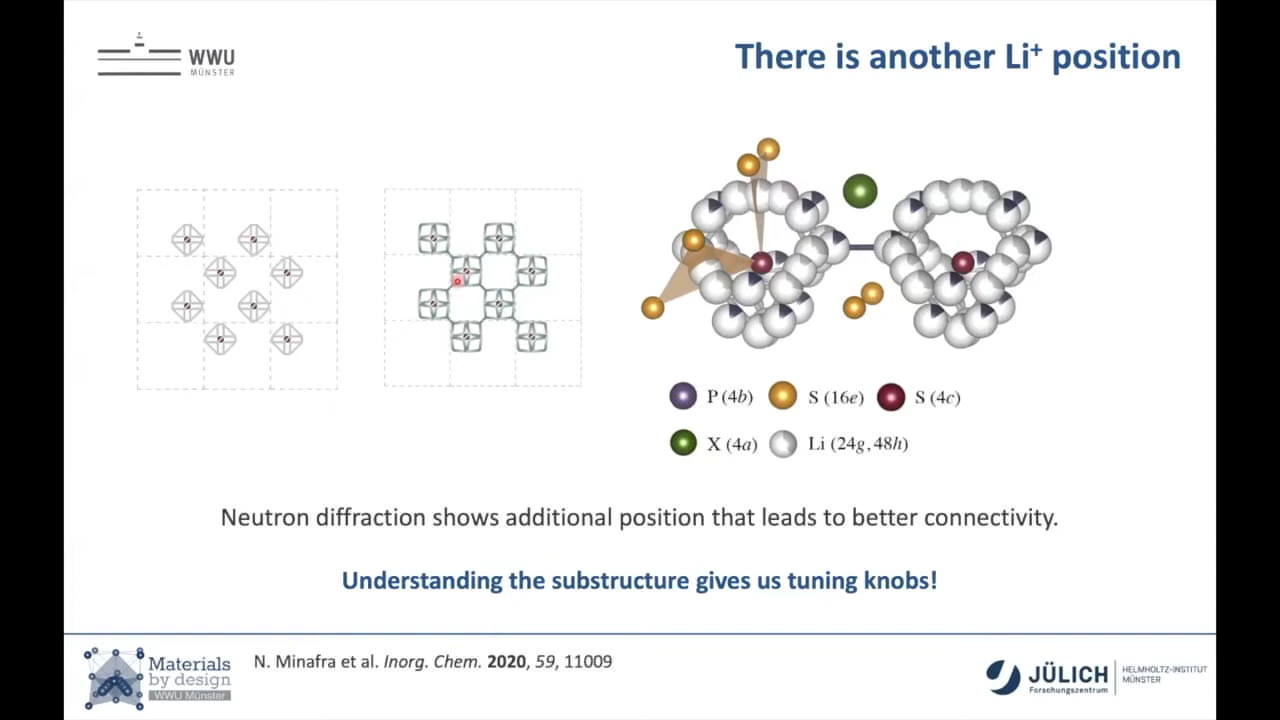 WWU
MÜNSTER
There is another Li⁺ position
P (4b) S (16e) S (4c)
X (4a) Li (24g, 48h)
Neutron diffraction shows additional position that leads to better connectivity.
Understanding the substructure gives us tuning knobs!
Materials
by design
WWU Münster
N. Minafra et al. Inorg. Chem. 2020, 59, 11009
JÜLICH
Forschungszentrum
HELMHOLTZ-INSTITUT
MÜNSTER